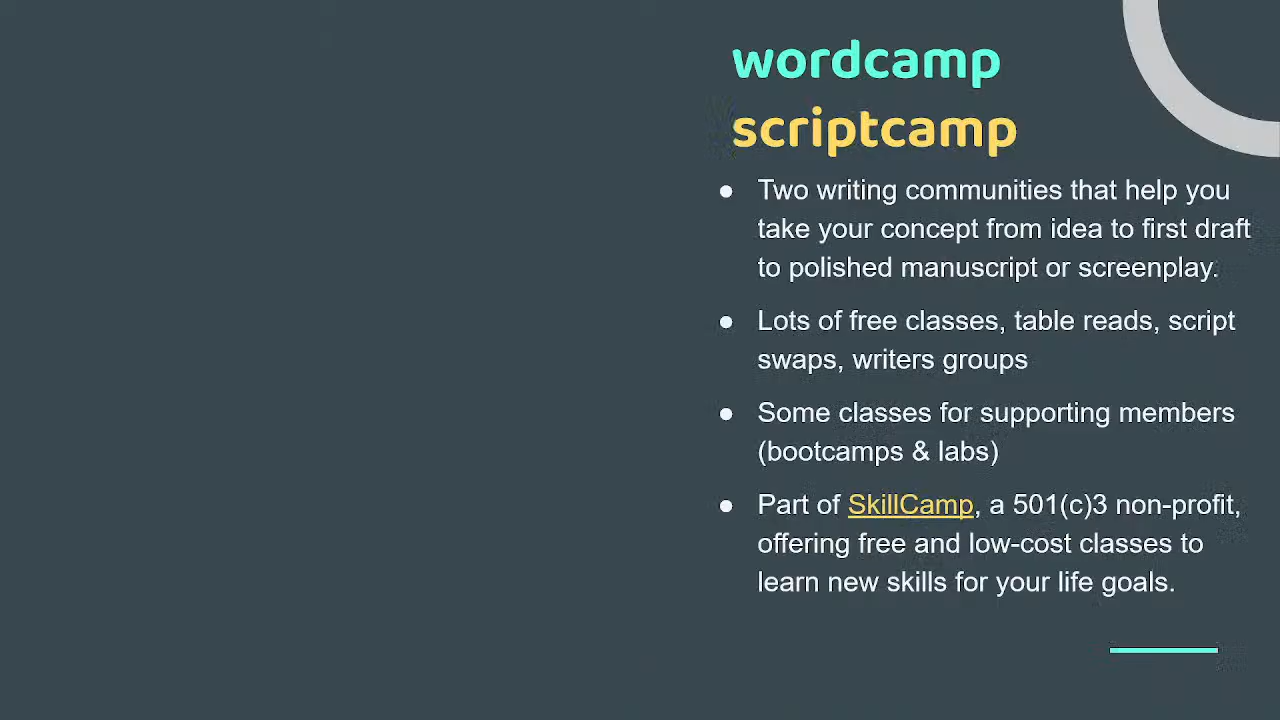 wordcamp
scriptcamp
● Two writing communities that help you
take your concept from idea to first draft
to polished manuscript or screenplay.
● Lots of free classes, table reads, script
swaps, writers groups
● Some classes for supporting members
(bootcamps & labs)
● Part of SkillCamp, a 501(c)3 non-profit,
offering free and low-cost classes to
learn new skills for your life goals.